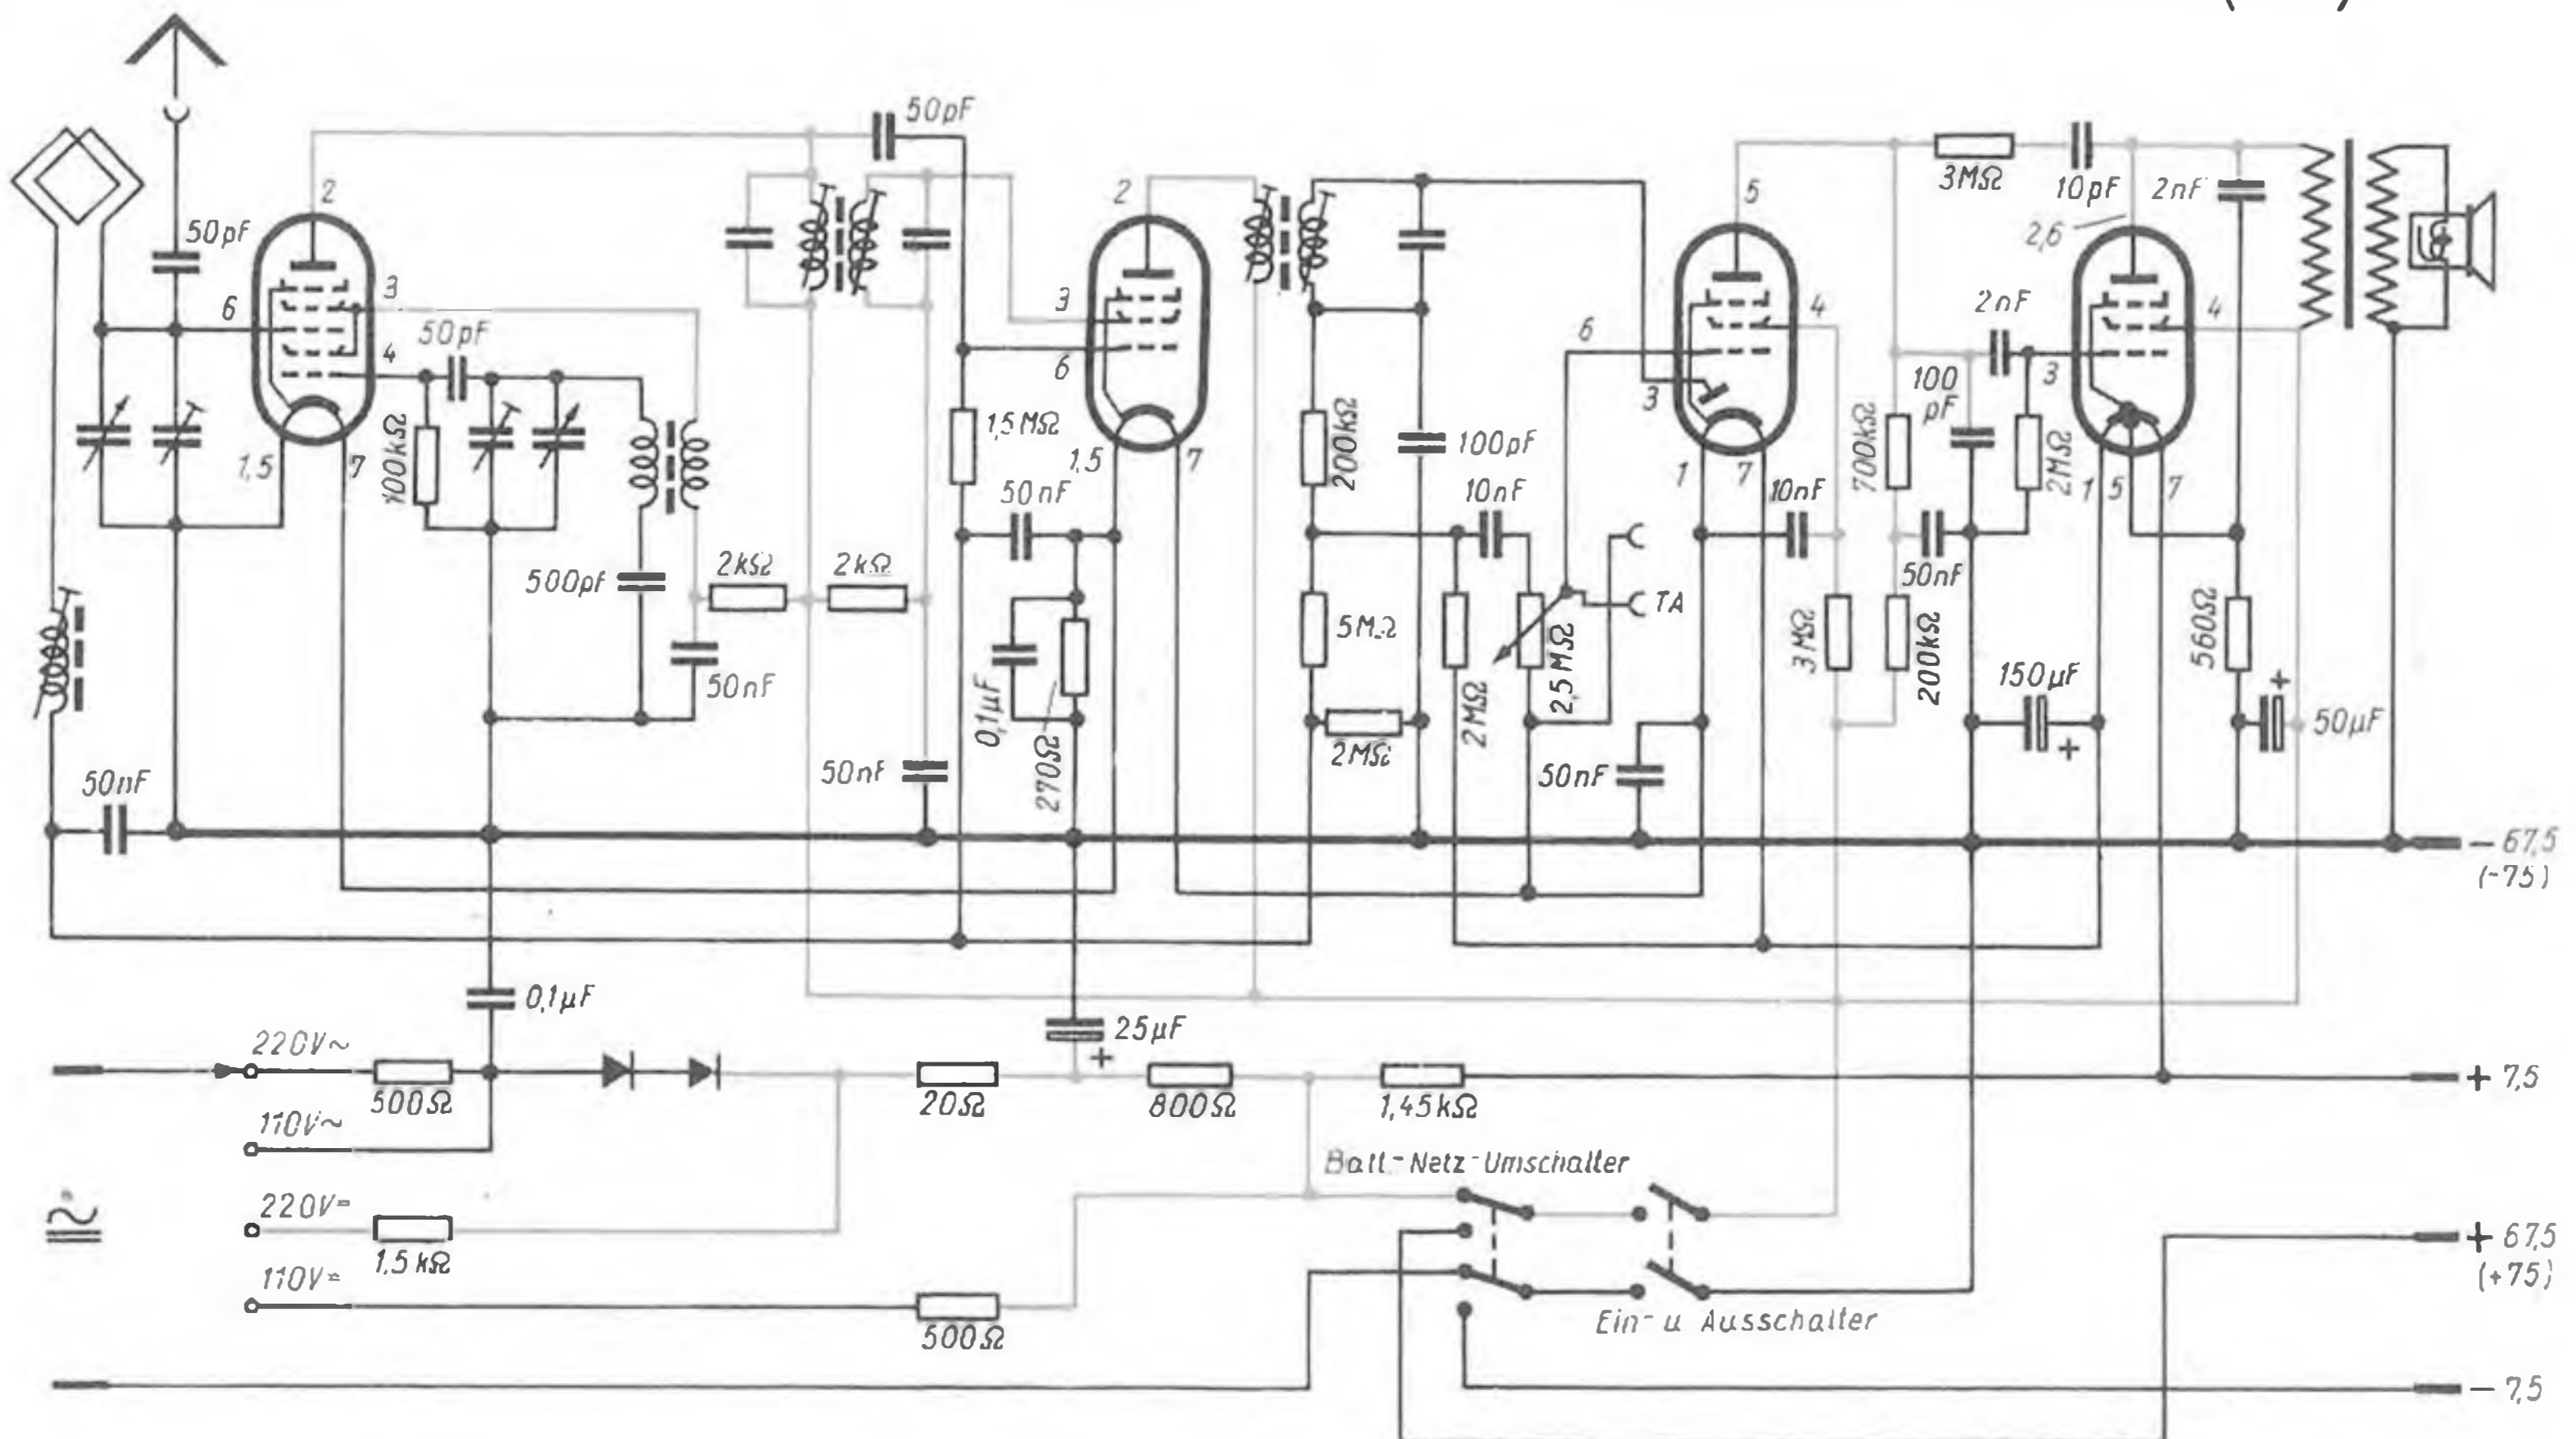 50pF
2
50pF
6
3
50pF
4
1,5
7
100kΩ
500pF
2kΩ
2kΩ
50nF
50nF
50nF
2
3
6
1,5MΩ
1,5
7
50nF
0,1µF
270Ω
200kΩ
100pF
10nF
5MΩ
2MΩ
2MΩ
2,5MΩ
TA
50nF
5
4
6
3
1
7
10nF
3MΩ
700kΩ
200kΩ
50nF
3MΩ
10pF
2nF
2,6
4
2nF
3
100
pF
2MΩ
1
5
7
150µF
+
560Ω
+
50µF
- 67,5
(-75)
0,1µF
25µF
+
220V~
500Ω
20Ω
800Ω
1,45kΩ
+ 7,5
110V~
Batt-Netz-Umschalter
220V=
1,5kΩ
+ 67,5
(+75)
110V=
500Ω
Ein- u Ausschalter
- 7,5